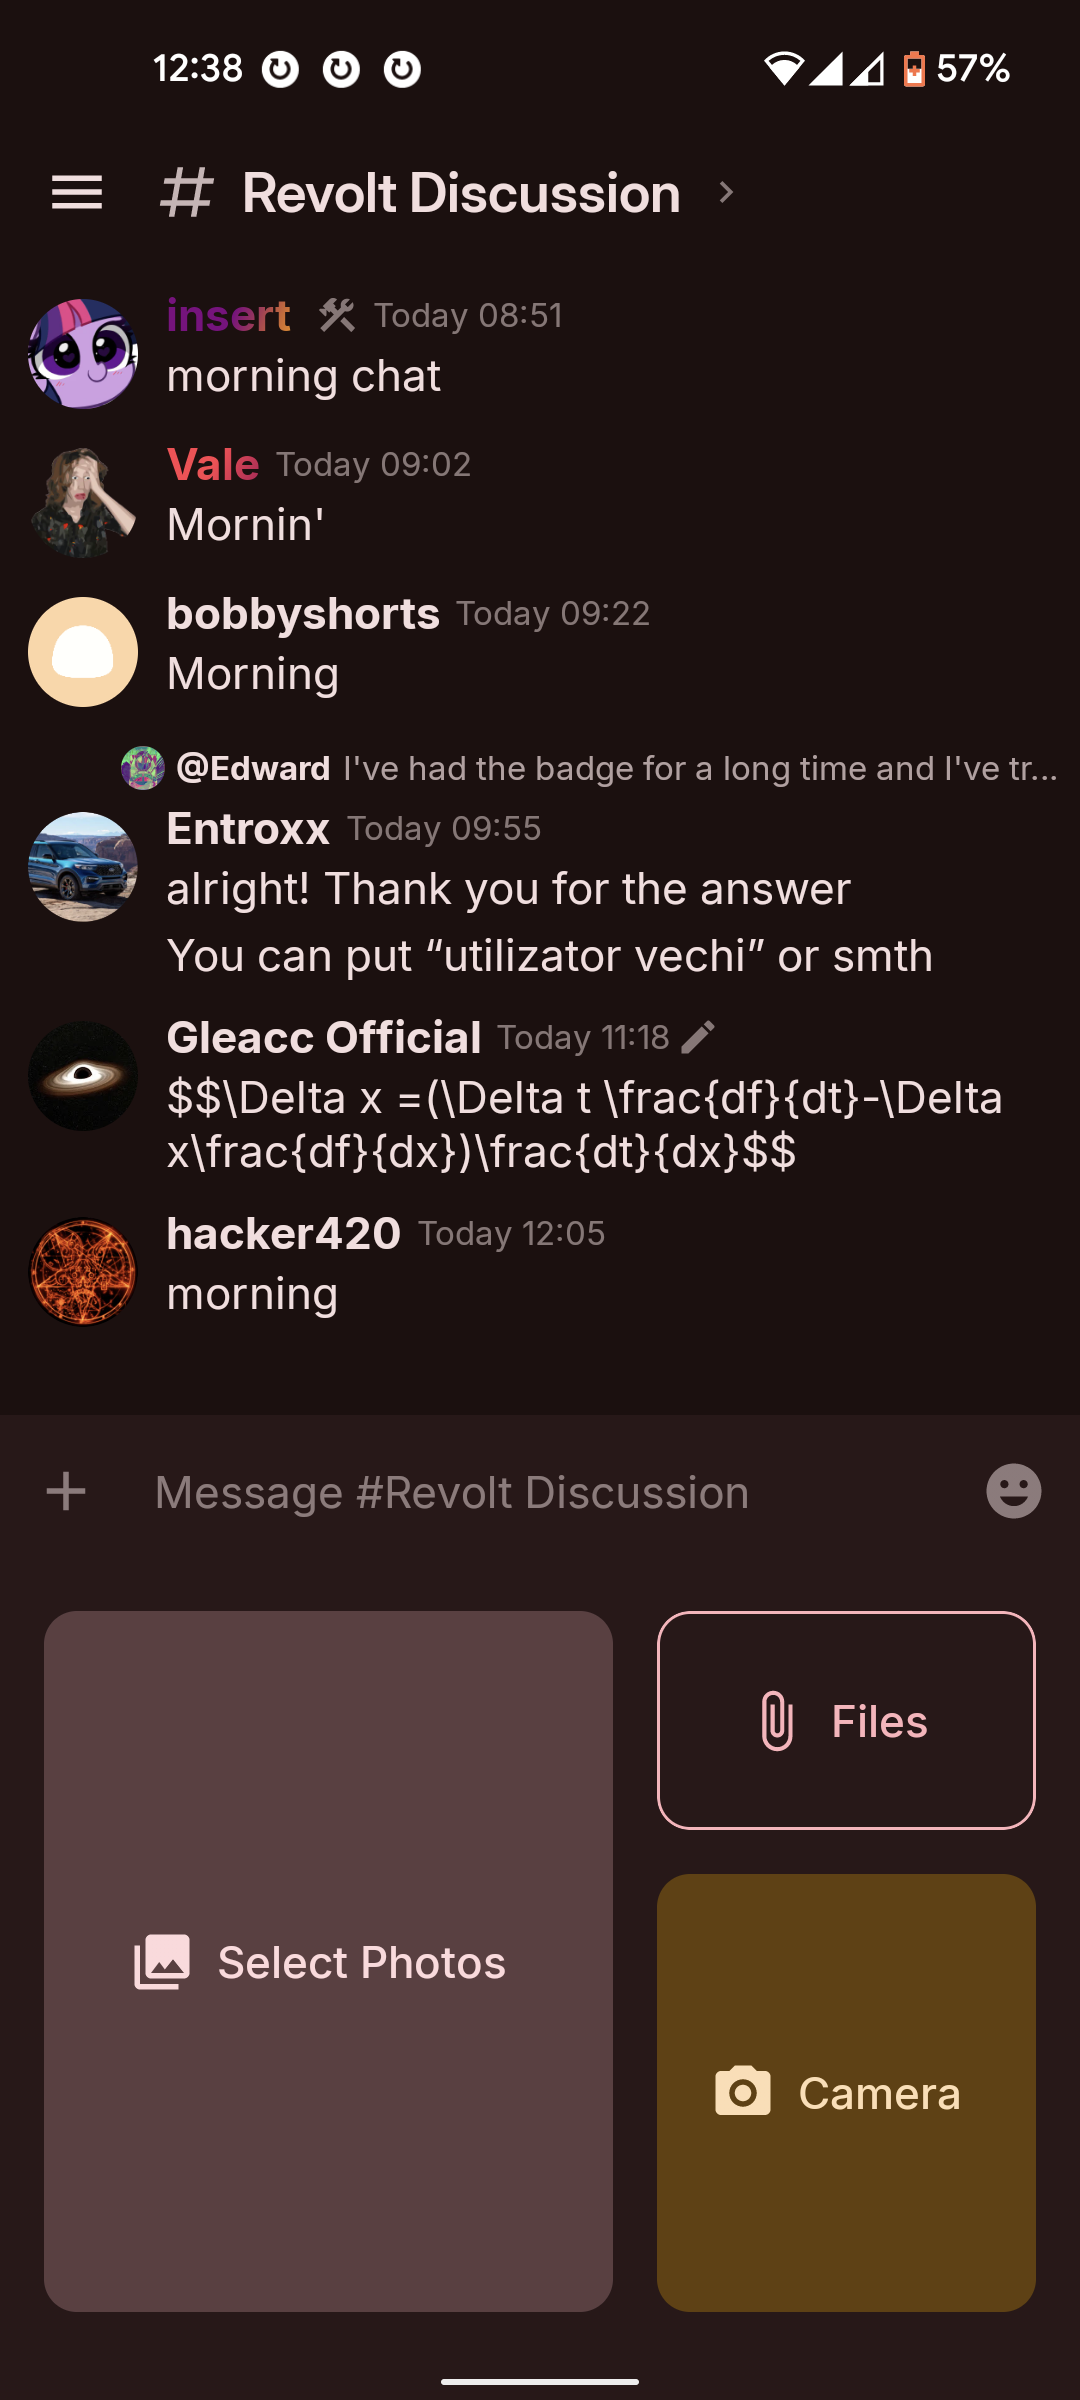 12:38 57%
# Revolt Discussion
insert Today 08:51
morning chat
Vale Today 09:02
Mornin'
bobbyshorts Today 09:22
Morning
@Edward I've had the badge for a long time and I've tr...
Entroxx Today 09:55
alright! Thank you for the answer
You can put “utilizator vechi” or smth
Gleacc Official Today 11:18
$$\Delta x =(\Delta t \frac{df}{dt}-\Delta
x\frac{df}{dx})\frac{dt}{dx}$$
hacker420 Today 12:05
morning
Message #Revolt Discussion
Files
Select Photos
Camera